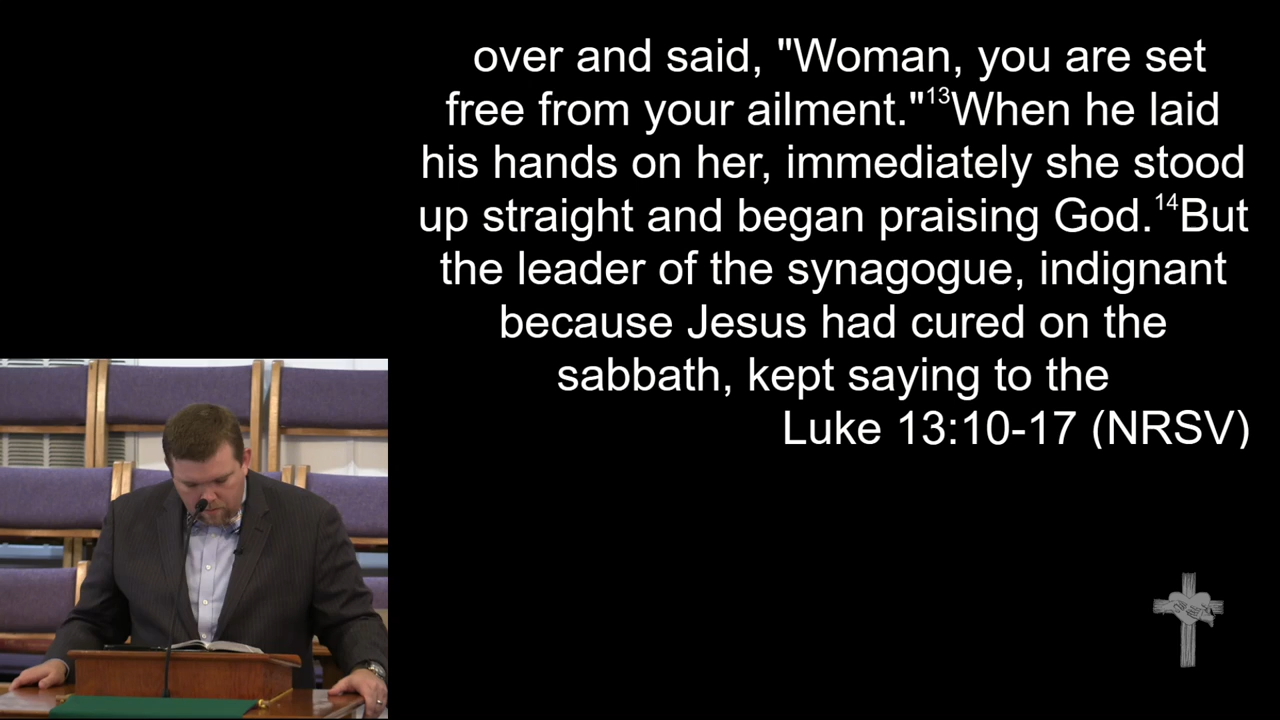 over and said, "Woman, you are set
free from your ailment."13When he laid
his hands on her, immediately she stood
up straight and began praising God.14But
the leader of the synagogue, indignant
because Jesus had cured on the
sabbath, kept saying to the
Luke 13:10-17 (NRSV)